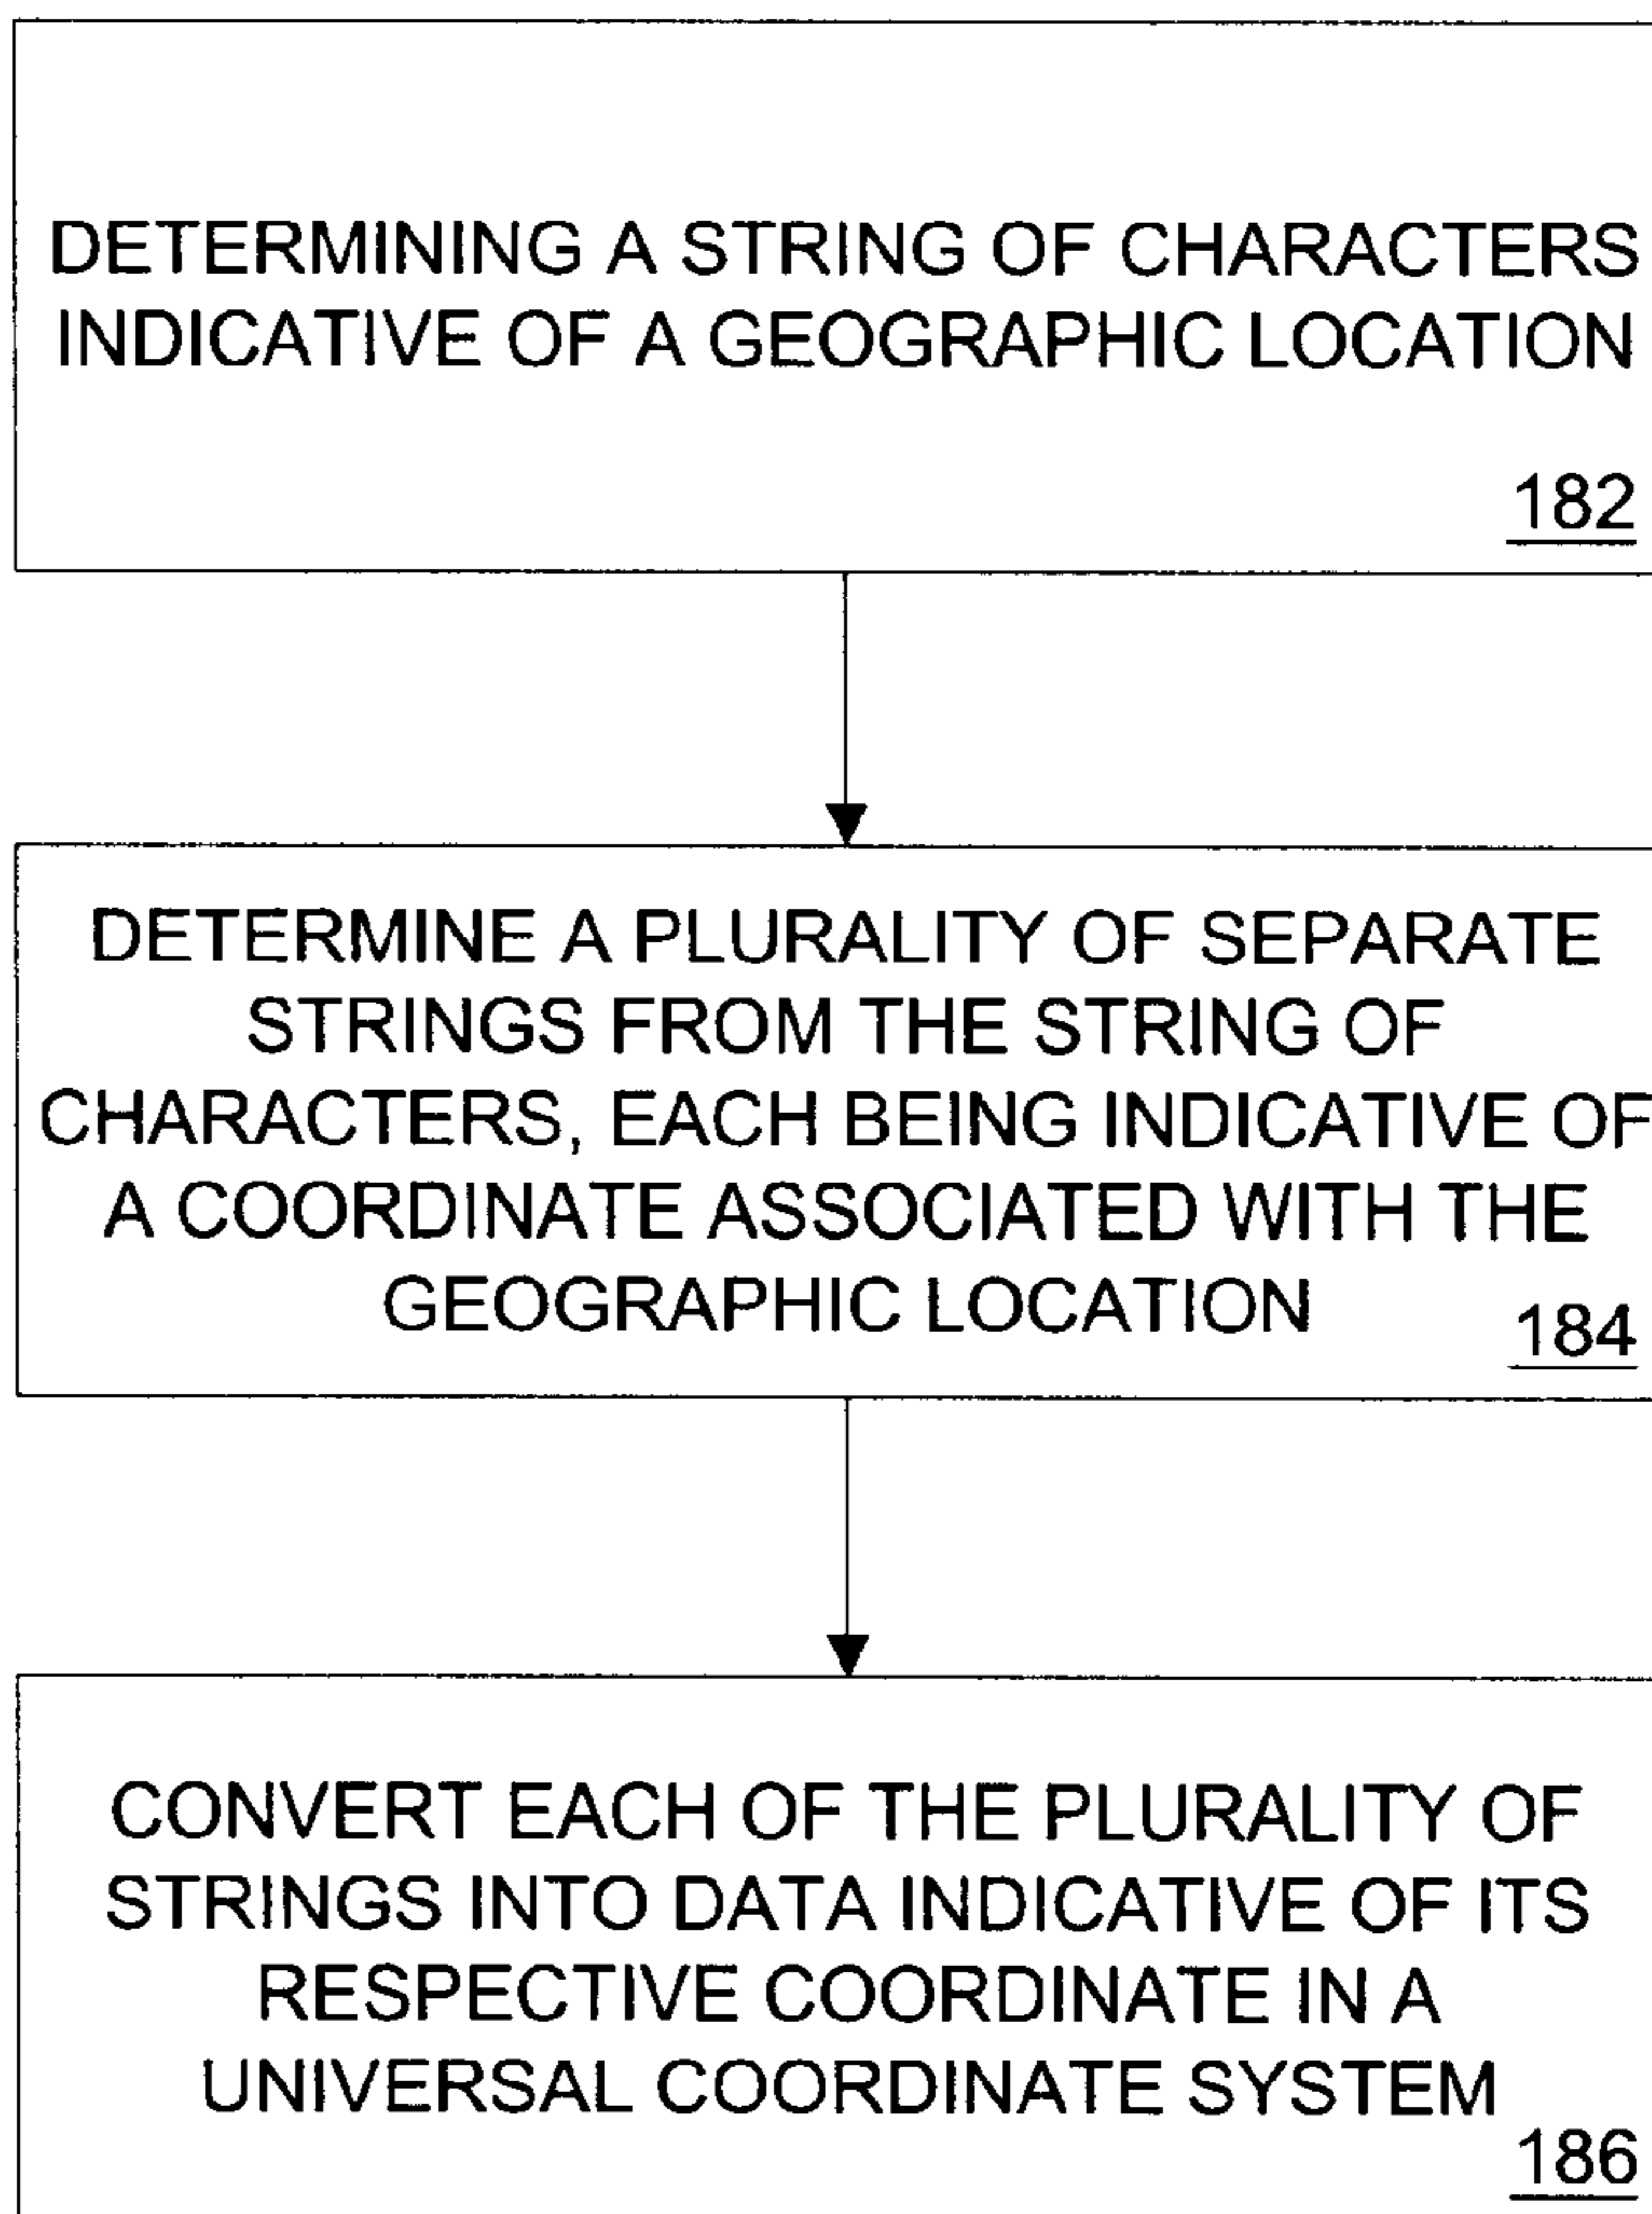 DETERMINING A STRING OF CHARACTERS
INDICATIVE OF A GEOGRAPHIC LOCATION
182
DETERMINE A PLURALITY OF SEPARATE
STRINGS FROM THE STRING OF
CHARACTERS, EACH BEING INDICATIVE OF
A COORDINATE ASSOCIATED WITH THE
GEOGRAPHIC LOCATION
184
CONVERT EACH OF THE PLURALITY OF
STRINGS INTO DATA INDICATIVE OF ITS
RESPECTIVE COORDINATE IN A
UNIVERSAL COORDINATE SYSTEM
186